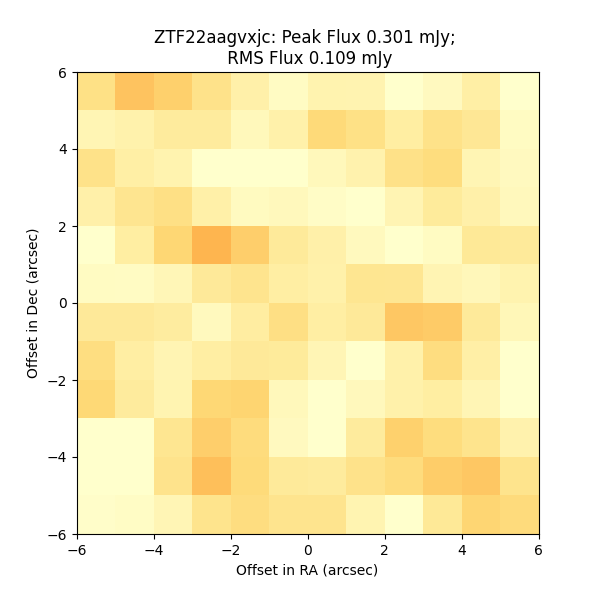 ZTF22aagvxjc: Peak Flux 0.301 mJy;
RMS Flux 0.109 mJy
6
4
2
0
−2
−4
−6
Offset in Dec (arcsec)
−6 −4 −2 0 2 4 6
Offset in RA (arcsec)